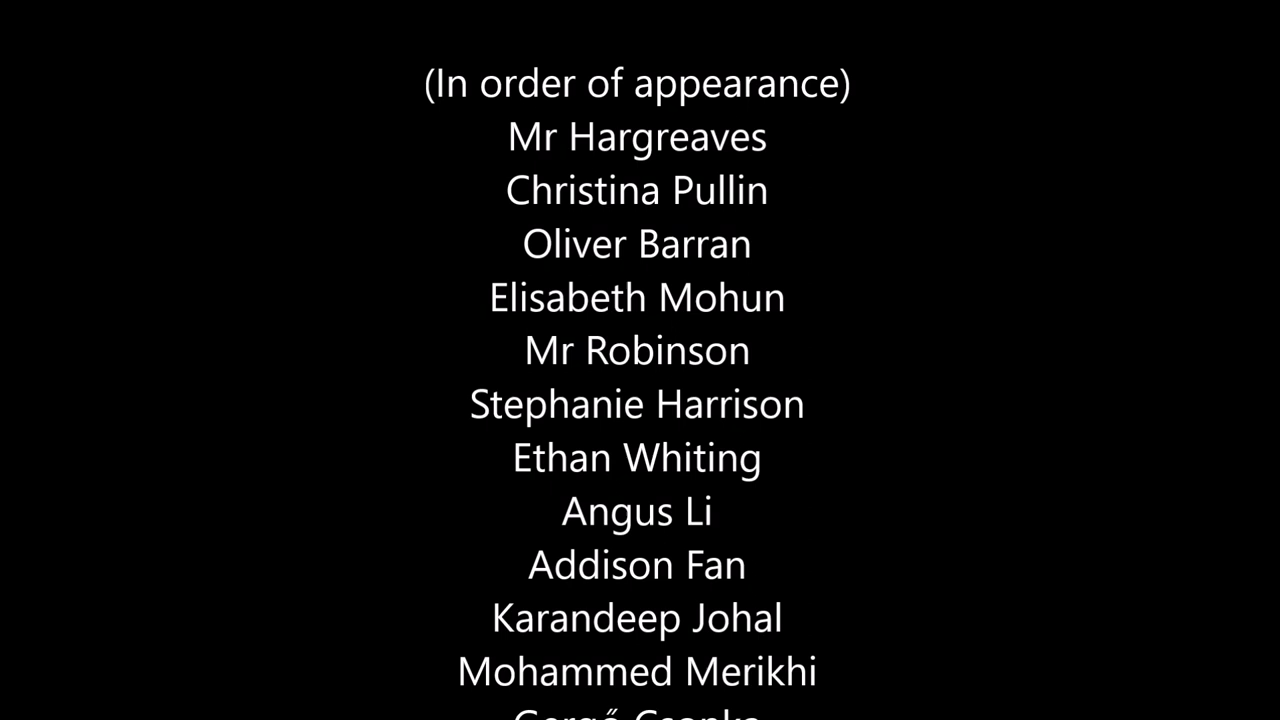 (In order of appearance)
Mr Hargreaves
Christina Pullin
Oliver Barran
Elisabeth Mohun
Mr Robinson
Stephanie Harrison
Ethan Whiting
Angus Li
Addison Fan
Karandeep Johal
Mohammed Merikhi